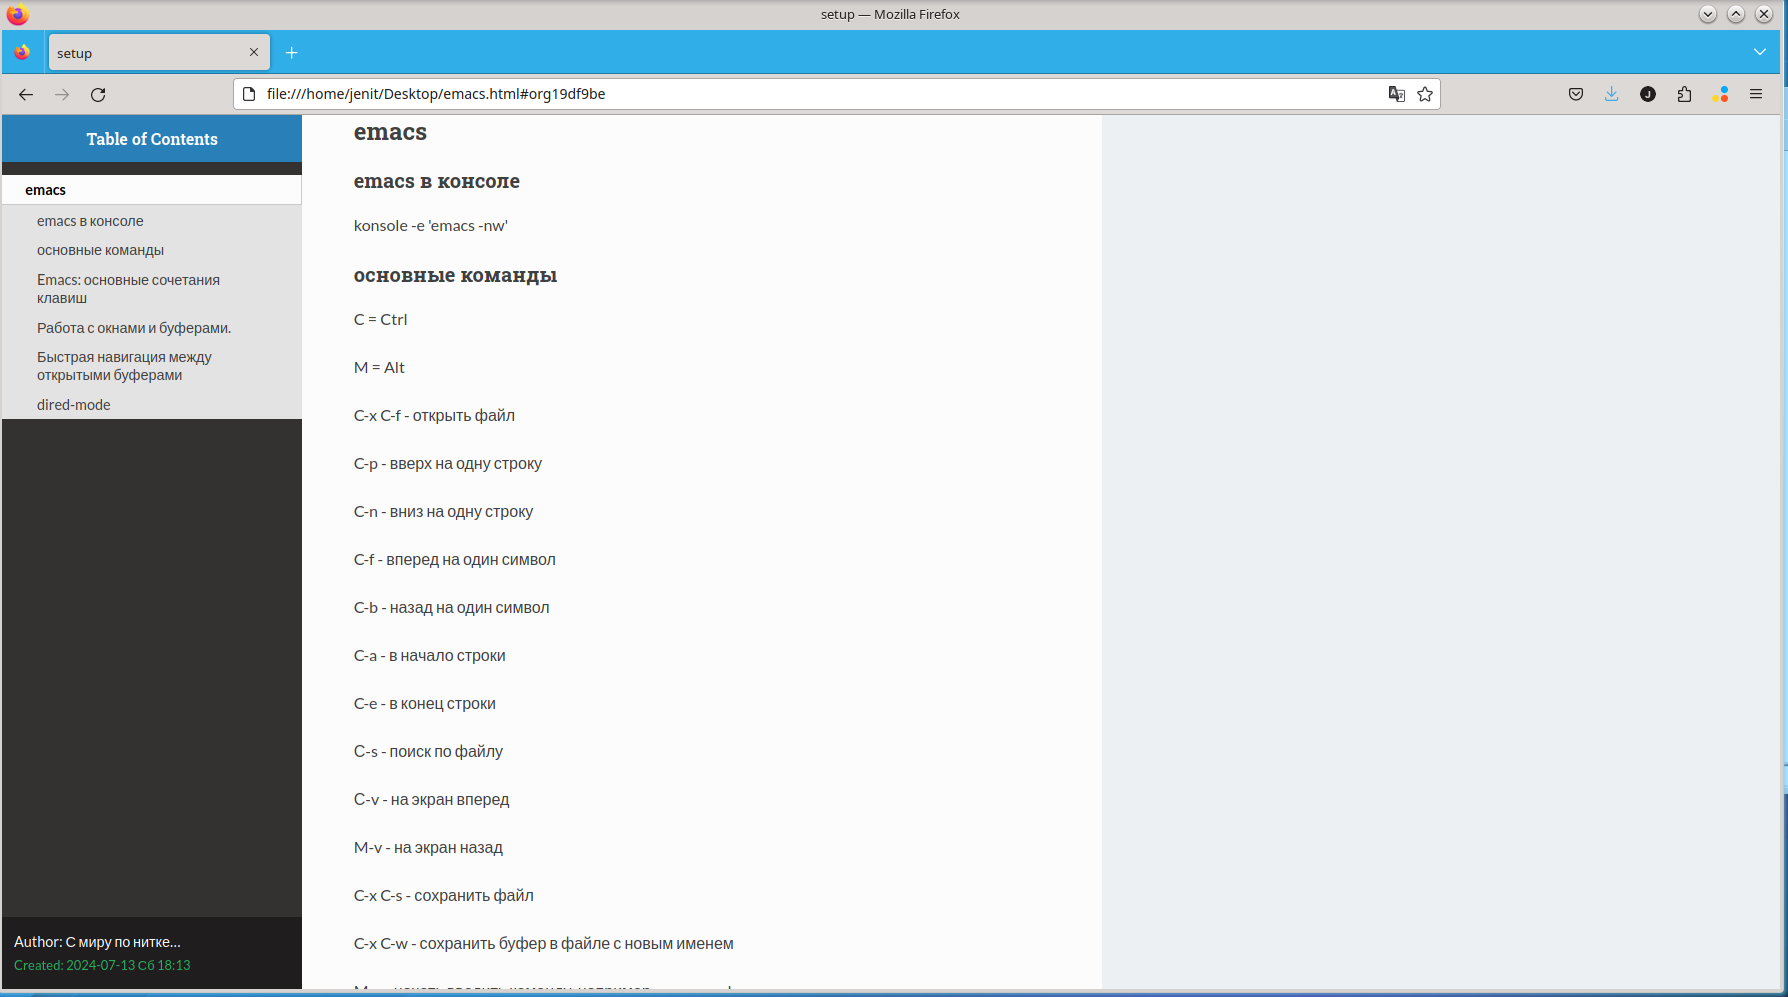 setup — Mozilla Firefox
setup
file:///home/jenit/Desktop/emacs.html#org19df9be
Table of Contents
emacs
emacs в консоле
основные команды
Emacs: основные сочетания
клавиш
Работа с окнами и буферами.
Быстрая навигация между
открытыми буферами
dired-mode
Author: С миру по нитке...
Created: 2024-07-13 Сб 18:13
emacs
emacs в консоле
konsole -e 'emacs -nw'
основные команды
C = Ctrl
M = Alt
C-x C-f - открыть файл
C-p - вверх на одну строку
C-n - вниз на одну строку
C-f - вперед на один символ
C-b - назад на один символ
C-a - в начало строки
C-e - в конец строки
C-s - поиск по файлу
C-v - на экран вперед
M-v - на экран назад
C-x C-s - сохранить файл
C-x C-w - сохранить буфер в файле с новым именем